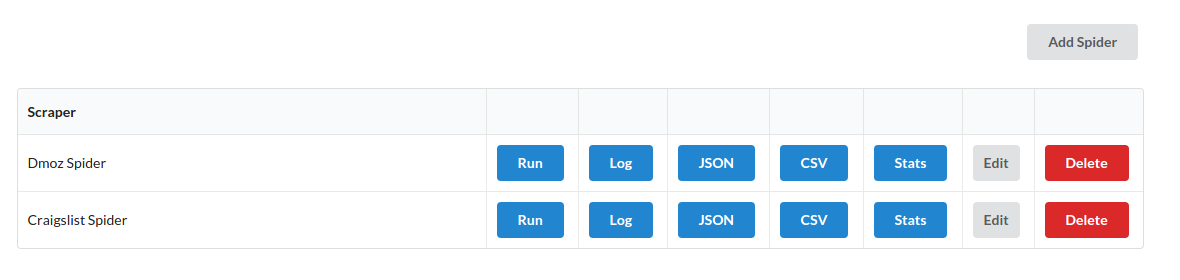 Add Spider
Scraper
Dmoz Spider Run Log JSON CSV Stats Edit Delete
Craigslist Spider Run Log JSON CSV Stats Edit Delete